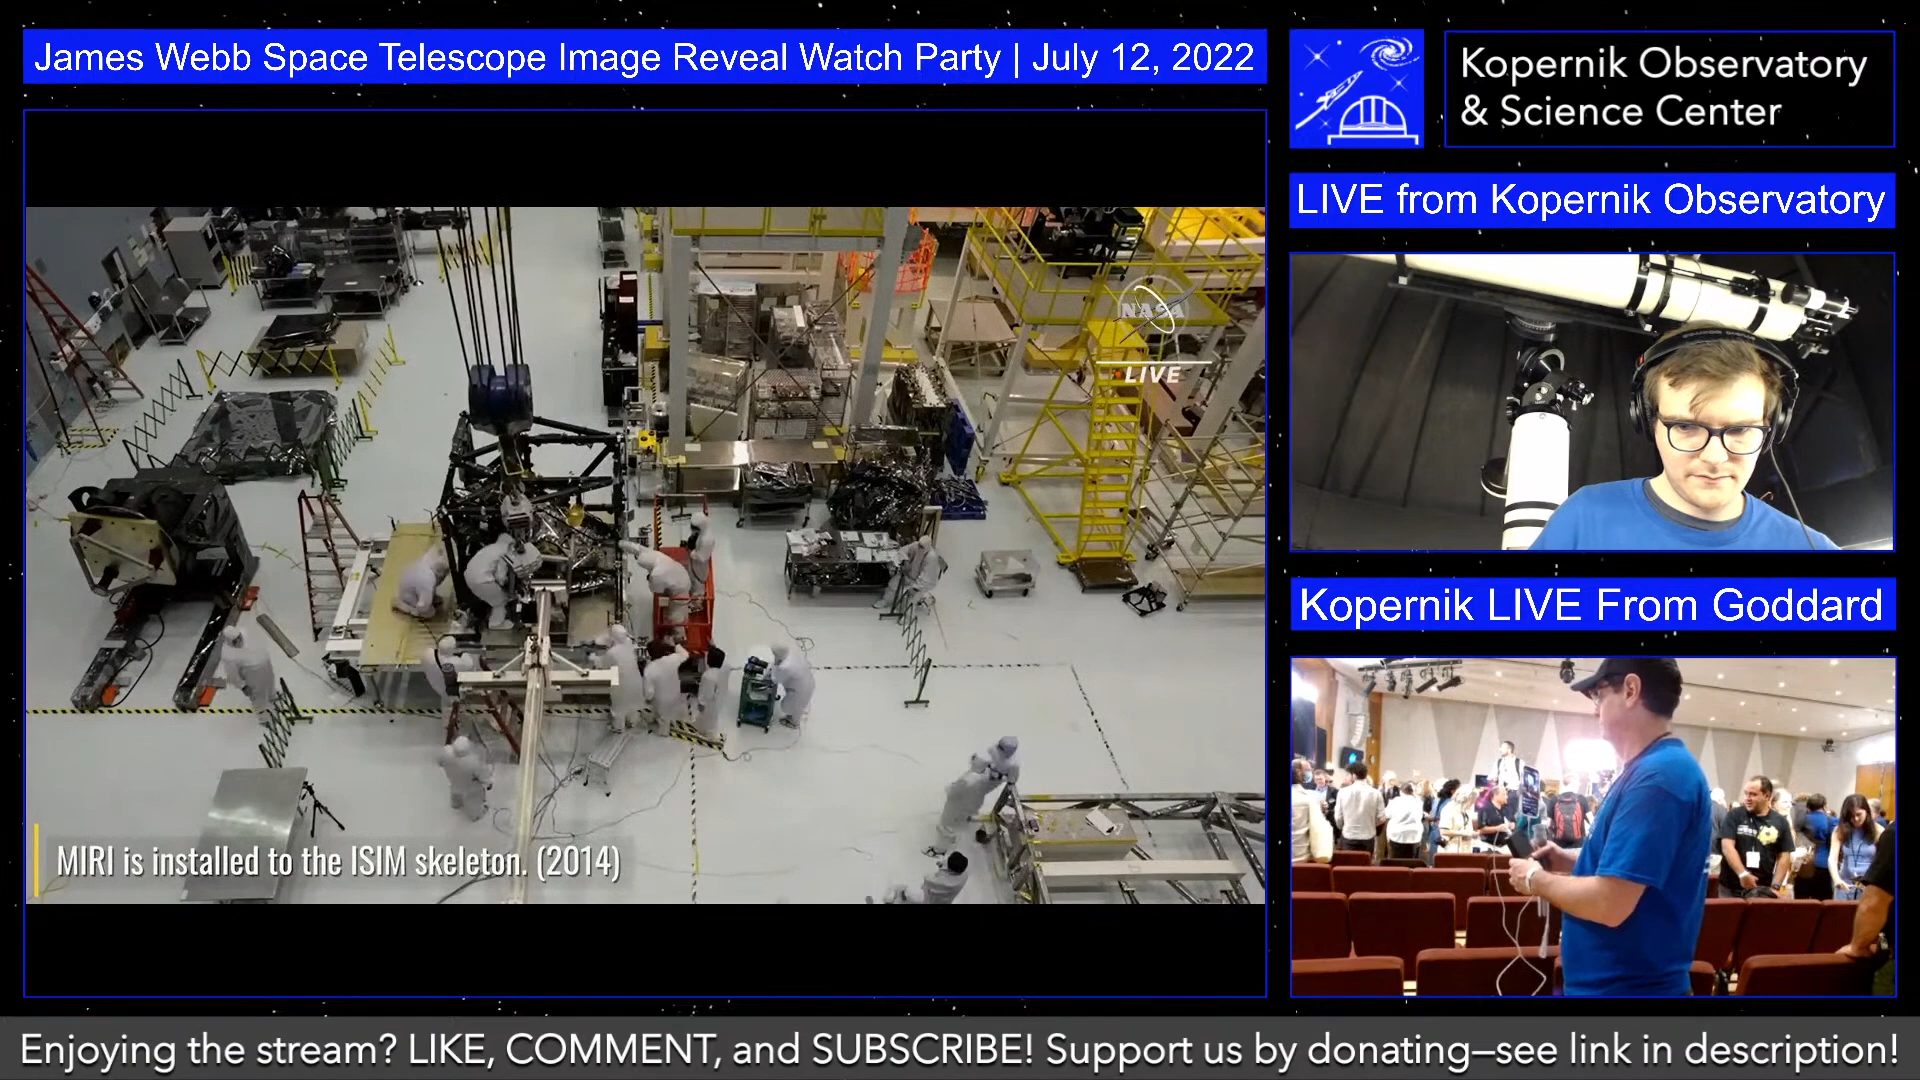 James Webb Space Telescope Image Reveal Watch Party | July 12, 2022
Kopernik Observatory
& Science Center
LIVE from Kopernik Observatory
NASA
LIVE
Kopernik LIVE From Goddard
MIRI is installed to the ISIM skeleton. (2014)
Enjoying the stream? LIKE, COMMENT, and SUBSCRIBE! Support us by donating–see link in description!